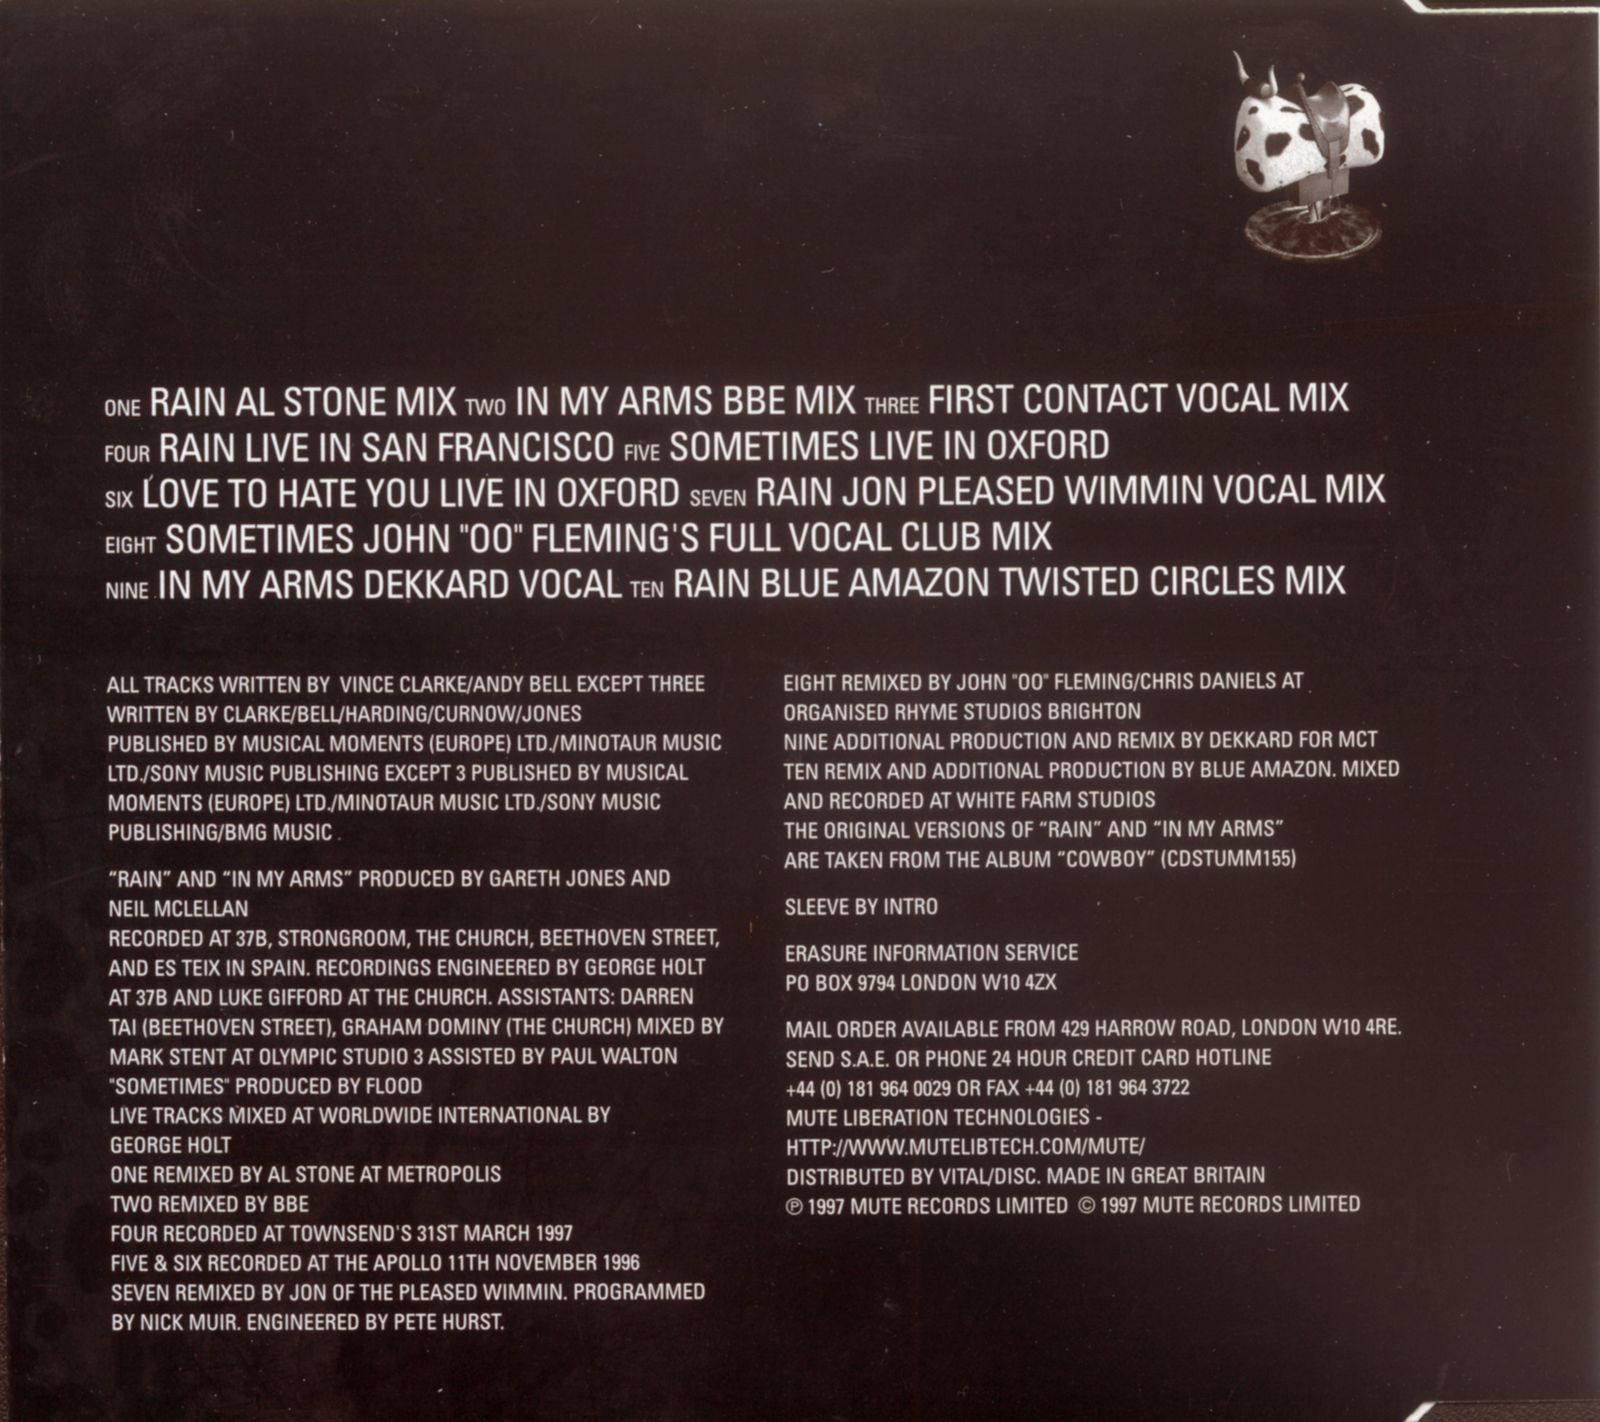 ONE RAIN AL STONE MIX TWO IN MY ARMS BBE MIX THREE FIRST CONTACT VOCAL MIX
FOUR RAIN LIVE IN SAN FRANCISCO FIVE SOMETIMES LIVE IN OXFORD
SIX LOVE TO HATE YOU LIVE IN OXFORD SEVEN RAIN JON PLEASED WIMMIN VOCAL MIX
EIGHT SOMETIMES JOHN "OO" FLEMING'S FULL VOCAL CLUB MIX
NINE IN MY ARMS DEKKARD VOCAL TEN RAIN BLUE AMAZON TWISTED CIRCLES MIX
ALL TRACKS WRITTEN BY VINCE CLARKE/ANDY BELL EXCEPT THREE
WRITTEN BY CLARKE/BELL/HARDING/CURNOW/JONES
PUBLISHED BY MUSICAL MOMENTS (EUROPE) LTD./MINOTAUR MUSIC
LTD./SONY MUSIC PUBLISHING EXCEPT 3 PUBLISHED BY MUSICAL
MOMENTS (EUROPE) LTD./MINOTAUR MUSIC LTD./SONY MUSIC
PUBLISHING/BMG MUSIC .
“RAIN” AND “IN MY ARMS” PRODUCED BY GARETH JONES AND
NEIL MCLELLAN
RECORDED AT 37B, STRONGROOM, THE CHURCH, BEETHOVEN STREET,
AND ES TEIX IN SPAIN. RECORDINGS ENGINEERED BY GEORGE HOLT
AT 37B AND LUKE GIFFORD AT THE CHURCH. ASSISTANTS: DARREN
TAI (BEETHOVEN STREET), GRAHAM DOMINY (THE CHURCH) MIXED BY
MARK STENT AT OLYMPIC STUDIO 3 ASSISTED BY PAUL WALTON
"SOMETIMES" PRODUCED BY FLOOD
LIVE TRACKS MIXED AT WORLDWIDE INTERNATIONAL BY
GEORGE HOLT
ONE REMIXED BY AL STONE AT METROPOLIS
TWO REMIXED BY BBE
FOUR RECORDED AT TOWNSEND'S 31ST MARCH 1997
FIVE & SIX RECORDED AT THE APOLLO 11TH NOVEMBER 1996
SEVEN REMIXED BY JON OF THE PLEASED WIMMIN. PROGRAMMED
BY NICK MUIR. ENGINEERED BY PETE HURST.
EIGHT REMIXED BY JOHN "OO" FLEMING/CHRIS DANIELS AT
ORGANISED RHYME STUDIOS BRIGHTON
NINE ADDITIONAL PRODUCTION AND REMIX BY DEKKARD FOR MCT
TEN REMIX AND ADDITIONAL PRODUCTION BY BLUE AMAZON. MIXED
AND RECORDED AT WHITE FARM STUDIOS
THE ORIGINAL VERSIONS OF “RAIN” AND “IN MY ARMS”
ARE TAKEN FROM THE ALBUM “COWBOY” (CDSTUMM155)
SLEEVE BY INTRO
ERASURE INFORMATION SERVICE
PO BOX 9794 LONDON W10 4ZX
MAIL ORDER AVAILABLE FROM 429 HARROW ROAD, LONDON W10 4RE.
SEND S.A.E. OR PHONE 24 HOUR CREDIT CARD HOTLINE
+44 (0) 181 964 0029 OR FAX +44 (0) 181 964 3722
MUTE LIBERATION TECHNOLOGIES -
HTTP://WWW.MUTELIBTECH.COM/MUTE/
DISTRIBUTED BY VITAL/DISC. MADE IN GREAT BRITAIN
℗ 1997 MUTE RECORDS LIMITED © 1997 MUTE RECORDS LIMITED